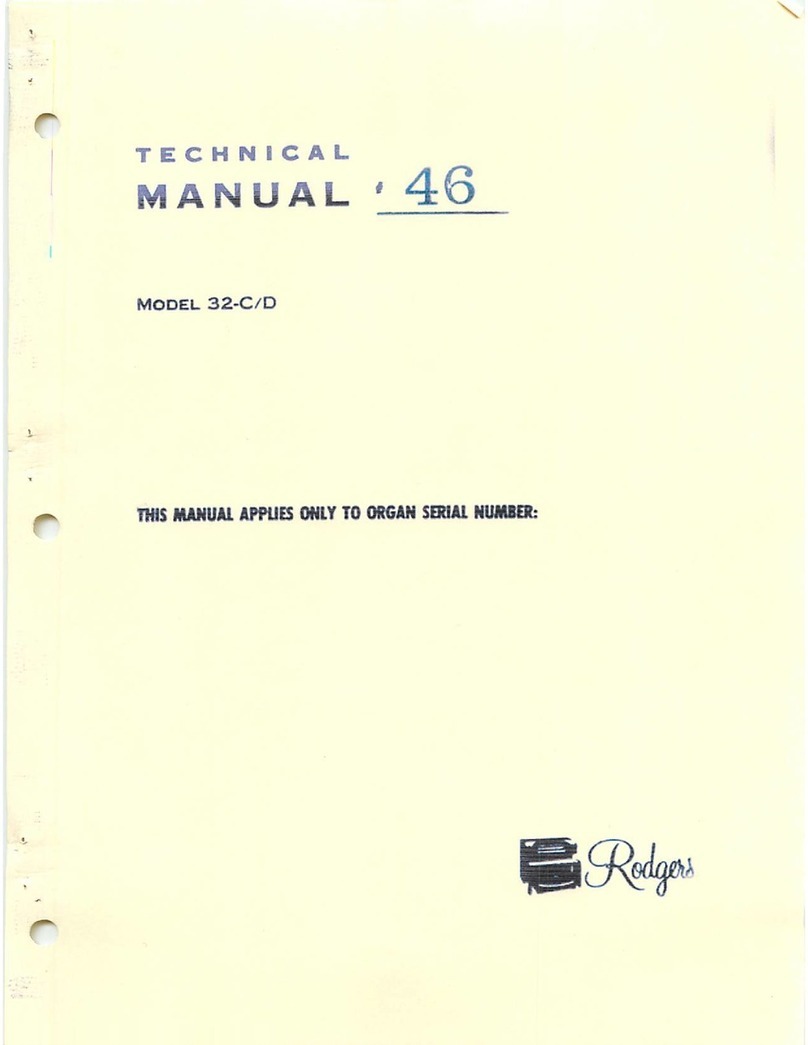 TECHNICAL
MANUAL 46
MODEL 32-C/D
THIS MANUAL APPLIES ONLY TO ORGAN SERIAL NUMBER:
Rodgers